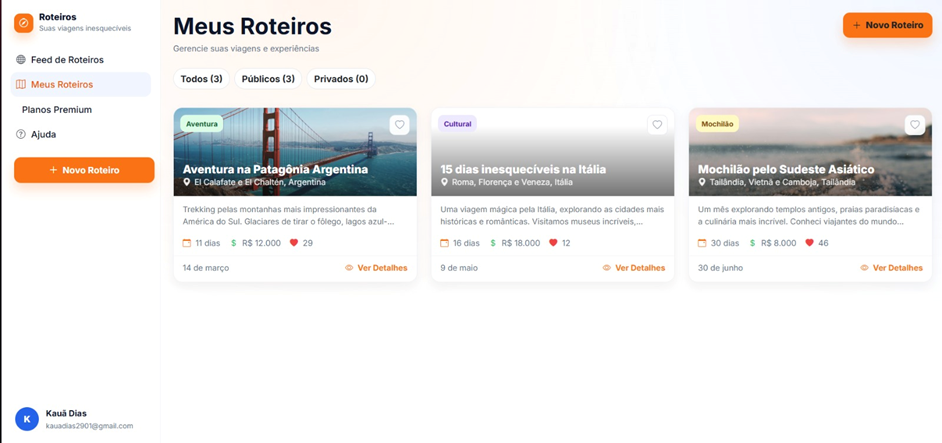 Roteiros
Suas viagens inesquecíveis
Feed de Roteiros
Meus Roteiros
Planos Premium
Ajuda
+ Novo Roteiro
K
Kauã Dias
kauadias2901@gmail.com
Meus Roteiros
Gerencie suas viagens e experiências
+ Novo Roteiro
Todos (3) Públicos (3) Privados (0)
Aventura
Aventura na Patagônia Argentina
El Calafate e El Chaltén, Argentina
Trekking pelas montanhas mais impressionantes da
América do Sul. Glaciares de tirar o fôlego, lagos azul-...
11 dias $ R$ 12.000 29
14 de março Ver Detalhes
Cultural
15 dias inesquecíveis na Itália
Roma, Florença e Veneza, Itália
Uma viagem mágica pela Itália, explorando as cidades mais
históricas e românticas. Visitamos museus incríveis,...
16 dias $ R$ 18.000 12
9 de maio Ver Detalhes
Mochilão
Mochilão pelo Sudeste Asiático
Tailândia, Vietnã e Camboja, Tailândia
Um mês explorando templos antigos, praias paradisíacas e
a culinária mais incrível. Conheci viajantes do mundo...
30 dias $ R$ 8.000 46
30 de junho Ver Detalhes